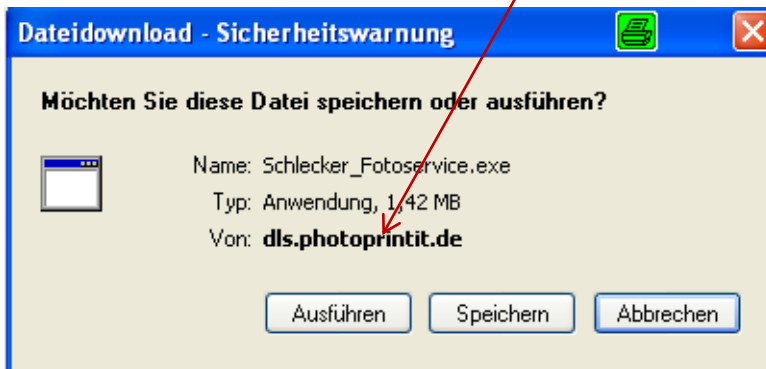 Dateidownload - Sicherheitswarnung
Möchten Sie diese Datei speichern oder ausführen?
Name: Schlecker_Fotoservice.exe
Typ: Anwendung, 1,42 MB
Von: dls.photoprintit.de
Ausführen Speichern Abbrechen